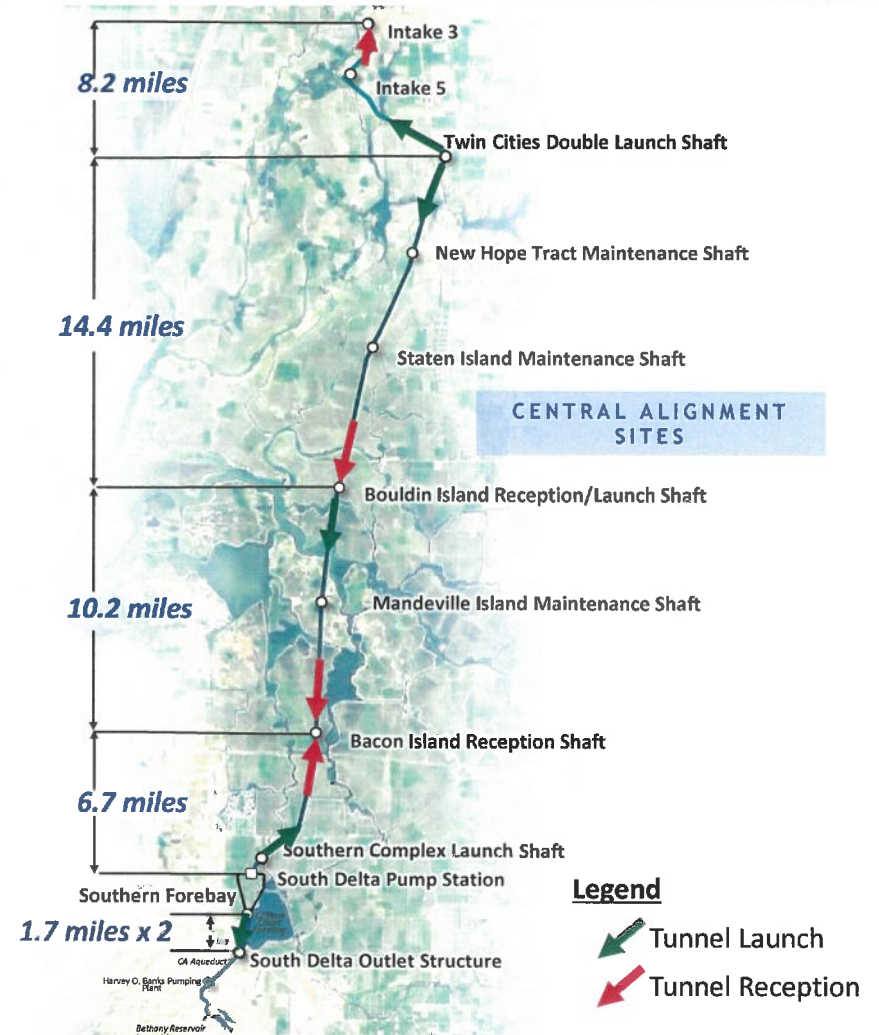 Intake 3
8.2 miles
Intake 5
Twin Cities Double Launch Shaft
New Hope Tract Maintenance Shaft
14.4 miles
Staten Island Maintenance Shaft
CENTRAL ALIGNMENT
SITES
Bouldin Island Reception/Launch Shaft
10.2 miles
Mandeville Island Maintenance Shaft
Bacon Island Reception Shaft
6.7 miles
Southern Complex Launch Shaft
South Delta Pump Station
Southern Forebay
1.7 miles x 2
CA Aqueduct
South Delta Outlet Structure
Harvey O. Banks Pumping
Plant
Bethany Reservoir
Legend
Tunnel Launch
Tunnel Reception